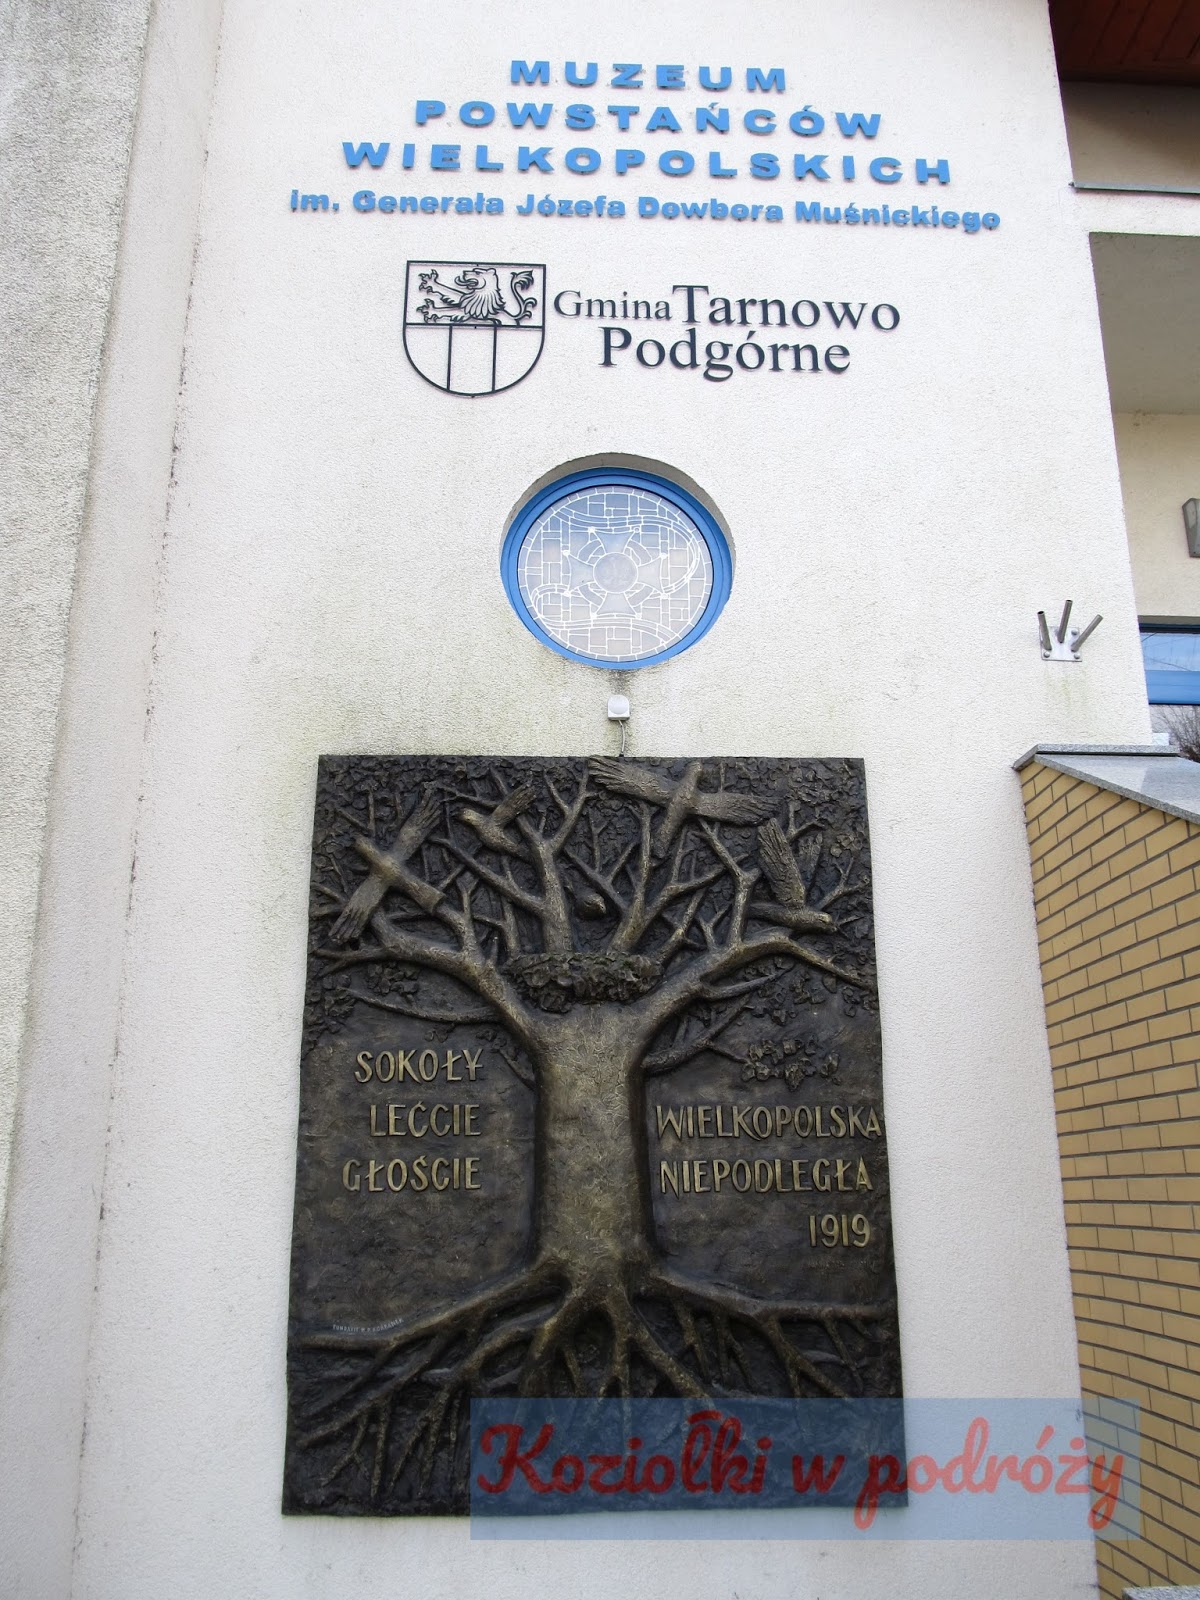 MUZEUM
POWSTAŃCÓW
WIELKOPOLSKICH
im. Generała Józefa Dowbora Muśnickiego
Gmina Tarnowo
Podgórne
SOKOŁY
LEĆCIE
GŁOŚCIE
WIELKOPOLSKA
NIEPODLEGŁA
1919
Koziołki w podróży